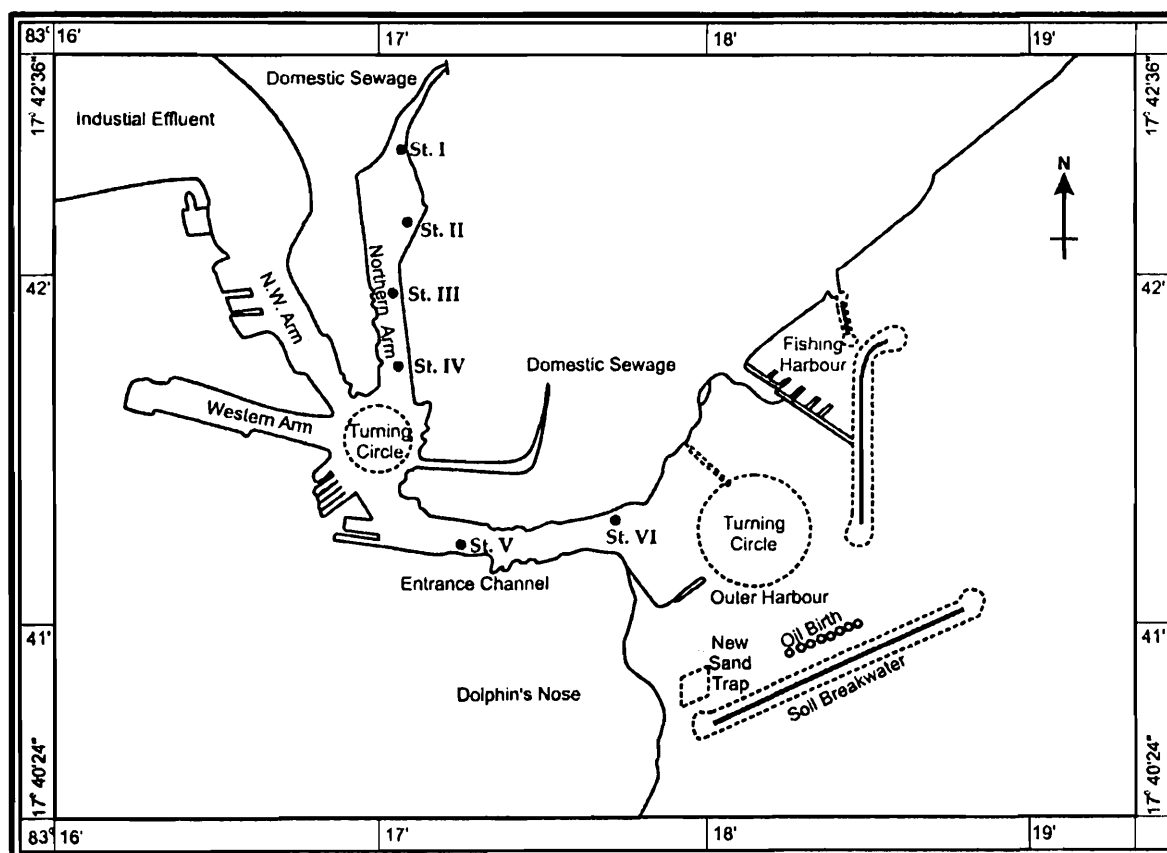 83° 16'
17'
18'
19'
17° 42'36"
17° 42'36"
Domestic Sewage
Industial Effluent
St. I
N
St. II
42'
42'
N.W. Arm
Northern Arm
St. III
Fishing
Harbour
St. IV
Domestic Sewage
Western Arm
Turning
Circle
Turning
Circle
St. V
St. VI
Entrance Channel
Outer Harbour
41'
41'
Oil Birth
New
Sand
Trap
Soil Breakwater
Dolphin's Nose
17° 40'24"
17° 40'24"
83° 16'
17'
18'
19'